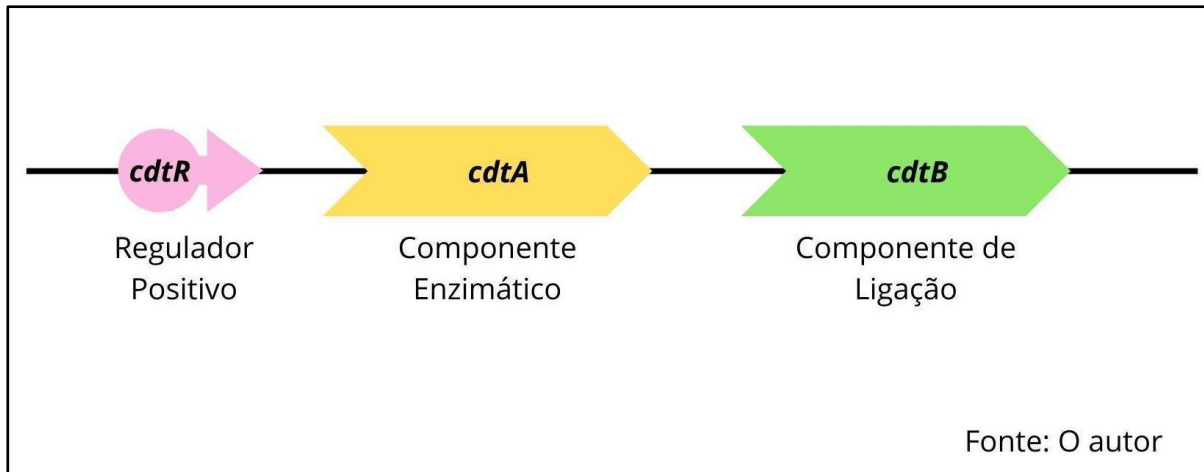 cdtR
cdtA
cdtB
Regulador
Positivo
Componente
Enzimático
Componente de
Ligação
Fonte: O autor